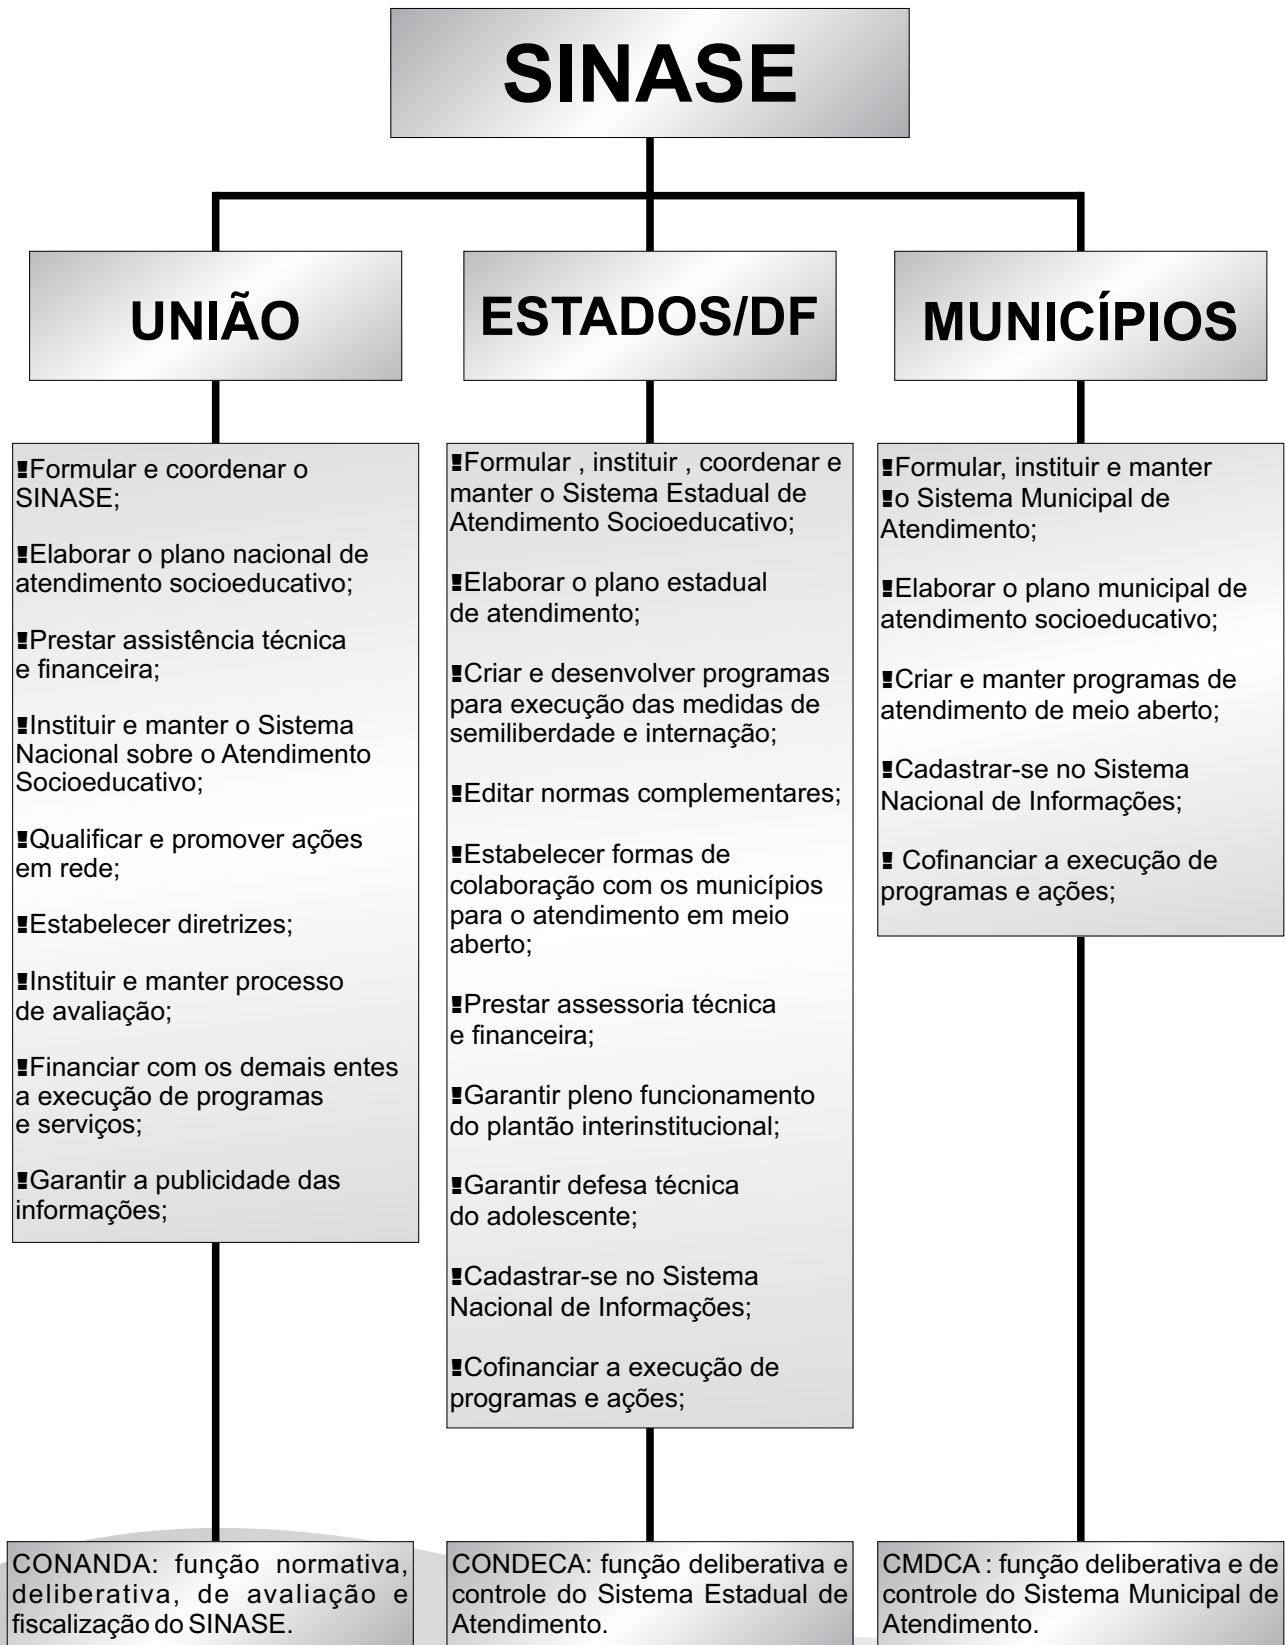 SINASE
UNIÃO
ESTADOS/DF
MUNICÍPIOS
!Formular e coordenar o
SINASE;
!Elaborar o plano nacional de
atendimento socioeducativo;
!Prestar assistência técnica
e financeira;
!Instituir e manter o Sistema
Nacional sobre o Atendimento
Socioeducativo;
!Qualificar e promover ações
em rede;
!Estabelecer diretrizes;
!Instituir e manter processo
de avaliação;
!Financiar com os demais entes
a execução de programas
e serviços;
!Garantir a publicidade das
informações;
!Formular , instituir , coordenar e
manter o Sistema Estadual de
Atendimento Socioeducativo;
!Elaborar o plano estadual
de atendimento;
!Criar e desenvolver programas
para execução das medidas de
semiliberdade e internação;
!Editar normas complementares;
!Estabelecer formas de
colaboração com os municípios
para o atendimento em meio
aberto;
!Prestar assessoria técnica
e financeira;
!Garantir pleno funcionamento
do plantão interinstitucional;
!Garantir defesa técnica
do adolescente;
!Cadastrar-se no Sistema
Nacional de Informações;
!Cofinanciar a execução de
programas e ações;
!Formular, instituir e manter
!o Sistema Municipal de
Atendimento;
!Elaborar o plano municipal de
atendimento socioeducativo;
!Criar e manter programas de
atendimento de meio aberto;
!Cadastrar-se no Sistema
Nacional de Informações;
! Cofinanciar a execução de
programas e ações;
CONANDA: função normativa,
deliberativa, de avaliação e
fiscalização do SINASE.
CONDECA: função deliberativa e
controle do Sistema Estadual de
Atendimento.
CMDCA : função deliberativa e de
controle do Sistema Municipal de
Atendimento.